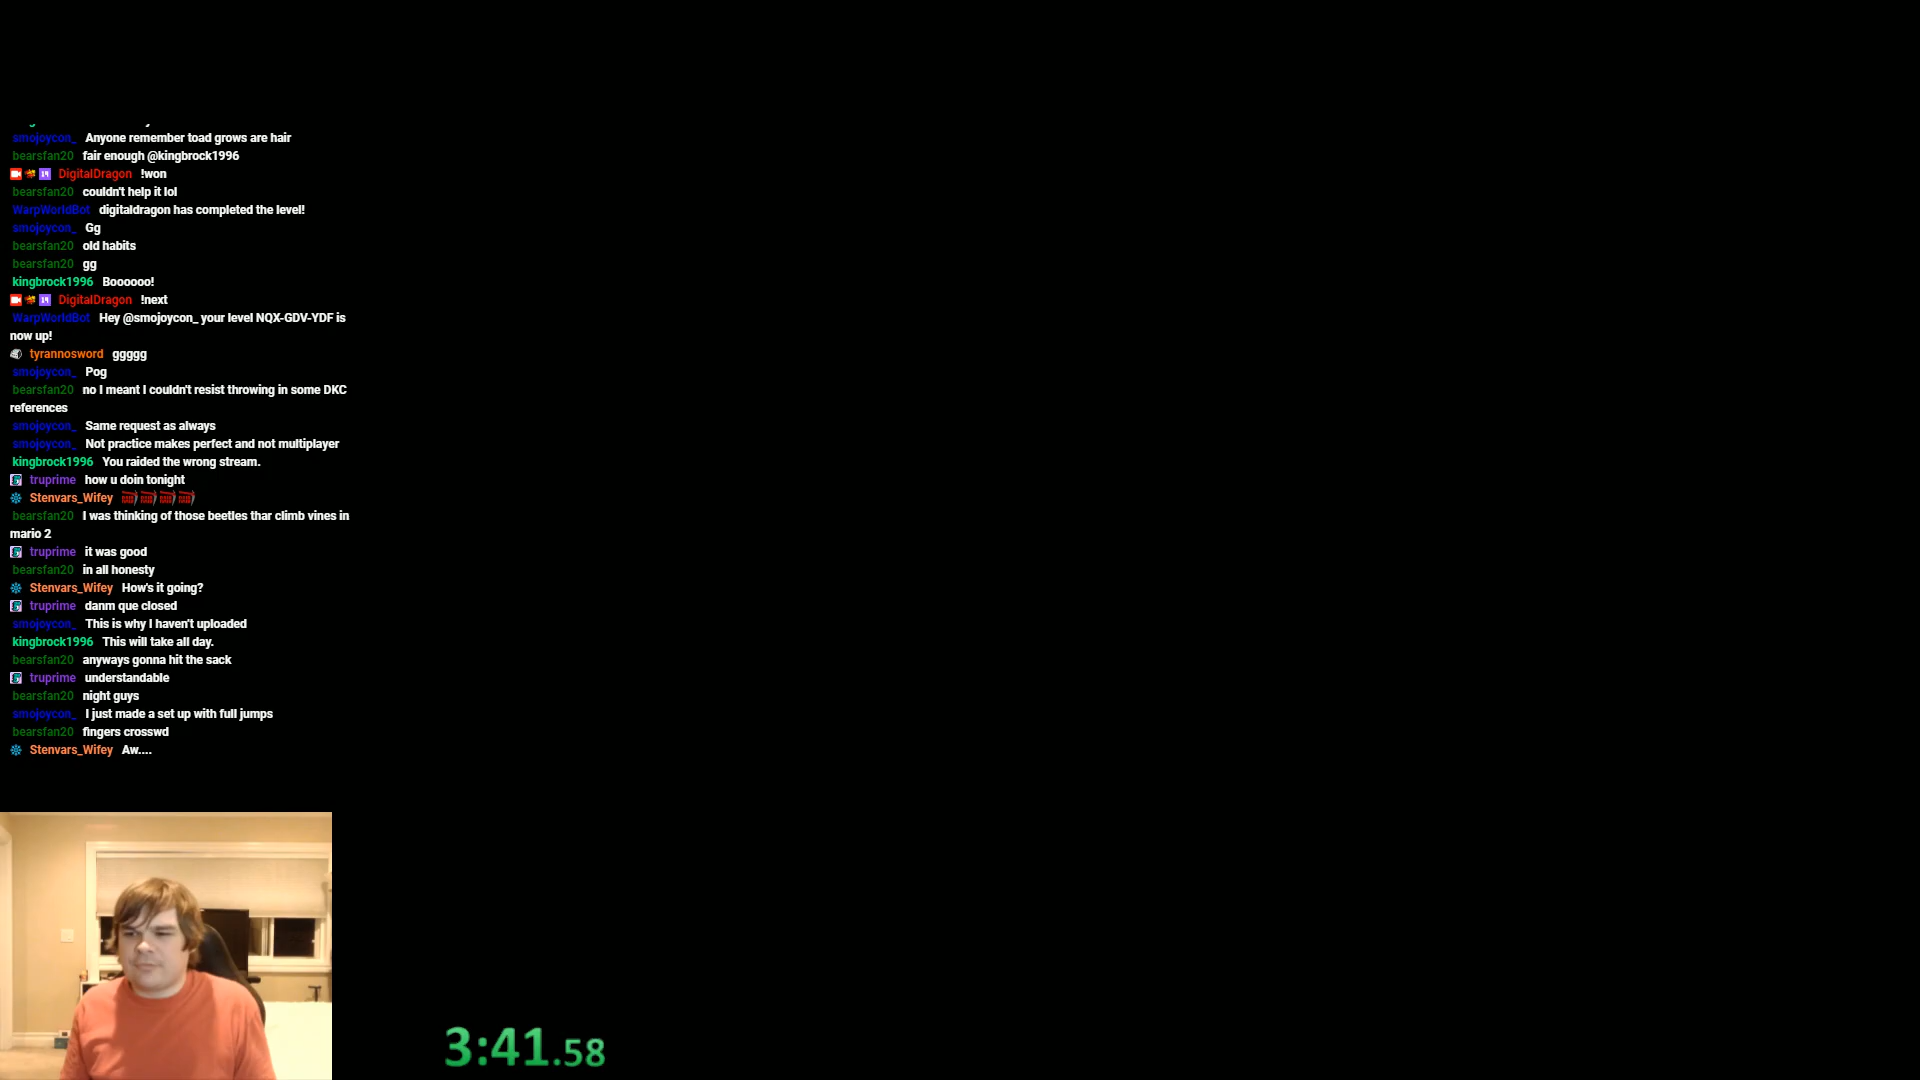 smojoycon_ Anyone remember toad grows are hair
bearsfan20 fair enough @kingbrock1996
DigitalDragon !won
bearsfan20 couldn't help it lol
WarpWorldBot digitaldragon has completed the level!
smojoycon_ Gg
bearsfan20 old habits
bearsfan20 gg
kingbrock1996 Boooooo!
DigitalDragon !next
WarpWorldBot Hey @smojoycon_ your level NQX-GDV-YDF is
now up!
tyrannosword ggggg
smojoycon_ Pog
bearsfan20 no I meant I couldn't resist throwing in some DKC
references
smojoycon_ Same request as always
smojoycon_ Not practice makes perfect and not multiplayer
kingbrock1996 You raided the wrong stream.
truprime how u doin tonight
Stenvars_Wifey
bearsfan20 I was thinking of those beetles thar climb vines in
mario 2
truprime it was good
bearsfan20 in all honesty
Stenvars_Wifey How's it going?
truprime danm que closed
smojoycon_ This is why I haven't uploaded
kingbrock1996 This will take all day.
bearsfan20 anyways gonna hit the sack
truprime understandable
bearsfan20 night guys
smojoycon_ I just made a set up with full jumps
bearsfan20 fingers crosswd
Stenvars_Wifey Aw....
3:41.58